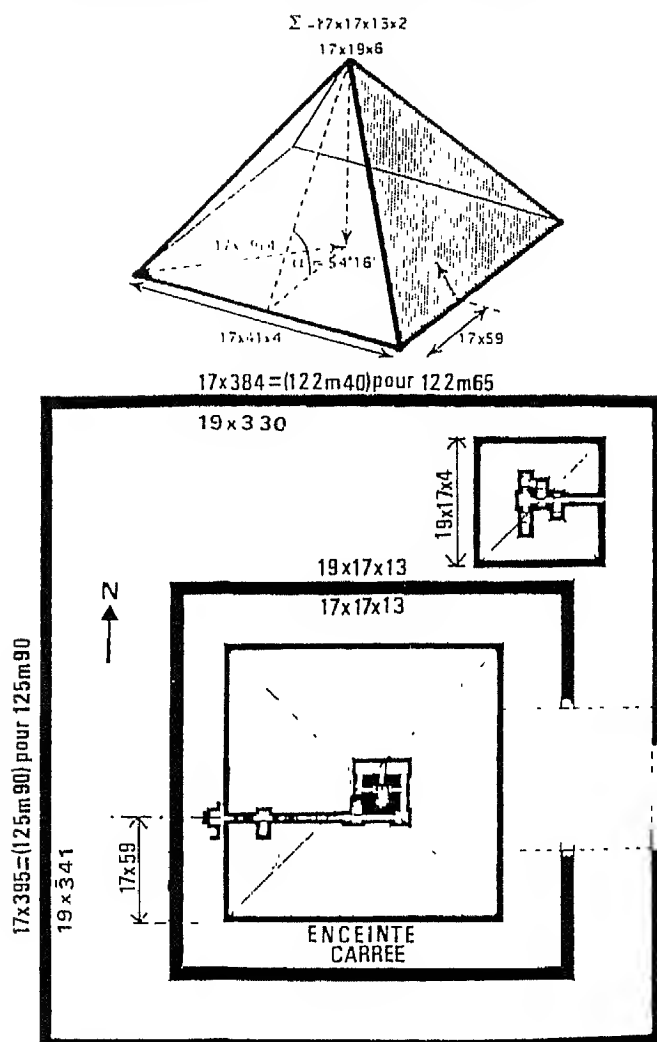 Σ -17x17x13x2
17x19x6
α = 54°16'
17x41x4
17x59
17x384=(122m40)pour 122m65
19x330
19x17x4
N
19x17x13
17x17x13
17x395=(125m90)pour 125m90
19x341
17x59
ENCEINTE
CARREE